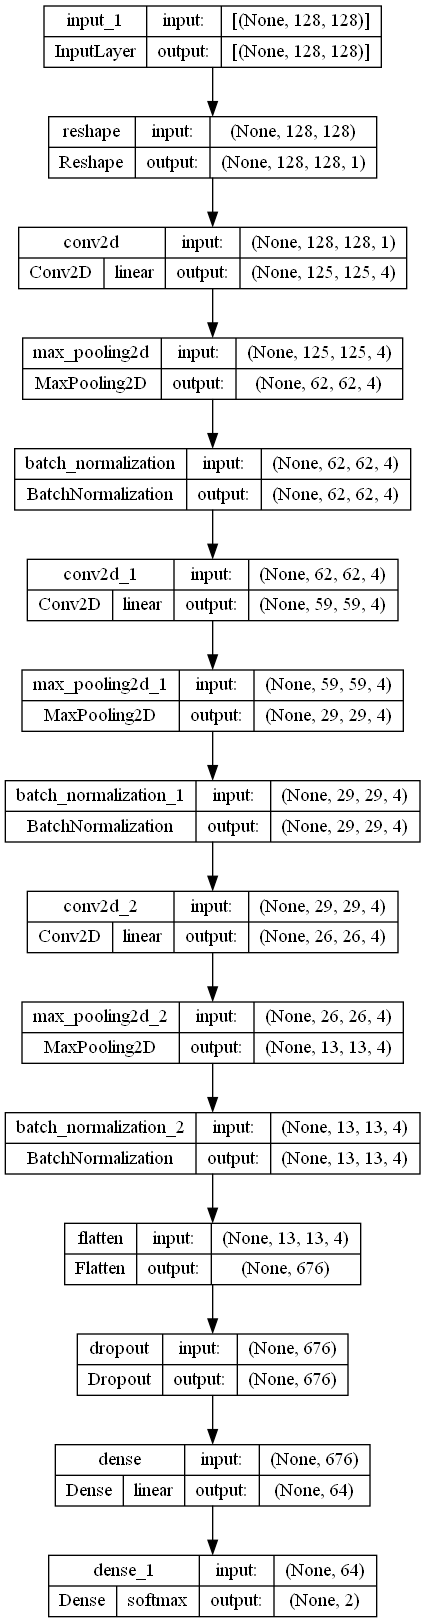 input_1 input: [(None, 128, 128)]
InputLayer output: [(None, 128, 128)]
reshape input: (None, 128, 128)
Reshape output: (None, 128, 128, 1)
conv2d input: (None, 128, 128, 1)
Conv2D linear output: (None, 125, 125, 4)
max_pooling2d input: (None, 125, 125, 4)
MaxPooling2D output: (None, 62, 62, 4)
batch_normalization input: (None, 62, 62, 4)
BatchNormalization output: (None, 62, 62, 4)
conv2d_1 input: (None, 62, 62, 4)
Conv2D linear output: (None, 59, 59, 4)
max_pooling2d_1 input: (None, 59, 59, 4)
MaxPooling2D output: (None, 29, 29, 4)
batch_normalization_1 input: (None, 29, 29, 4)
BatchNormalization output: (None, 29, 29, 4)
conv2d_2 input: (None, 29, 29, 4)
Conv2D linear output: (None, 26, 26, 4)
max_pooling2d_2 input: (None, 26, 26, 4)
MaxPooling2D output: (None, 13, 13, 4)
batch_normalization_2 input: (None, 13, 13, 4)
BatchNormalization output: (None, 13, 13, 4)
flatten input: (None, 13, 13, 4)
Flatten output: (None, 676)
dropout input: (None, 676)
Dropout output: (None, 676)
dense input: (None, 676)
Dense linear output: (None, 64)
dense_1 input: (None, 64)
Dense softmax output: (None, 2)